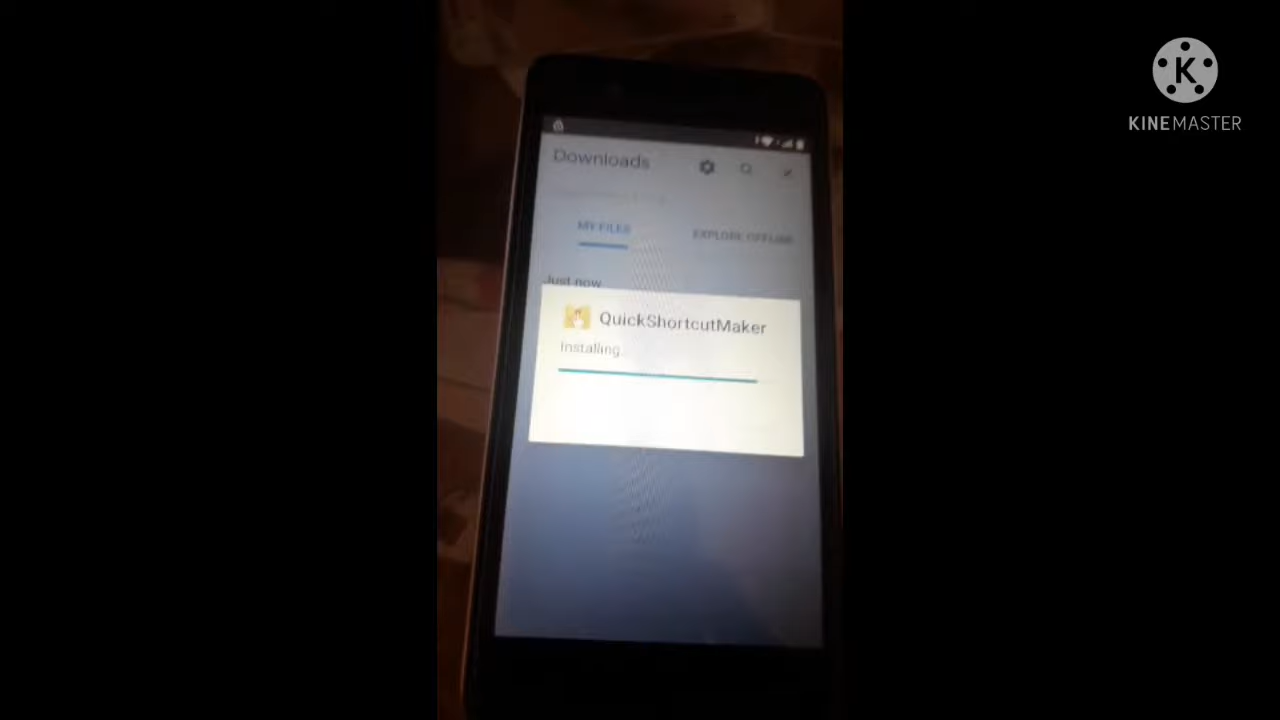 K
KINEMASTER
Downloads
MY FILES
EXPLORE OFFLINE
Just now
QuickShortcutMaker
Installing...